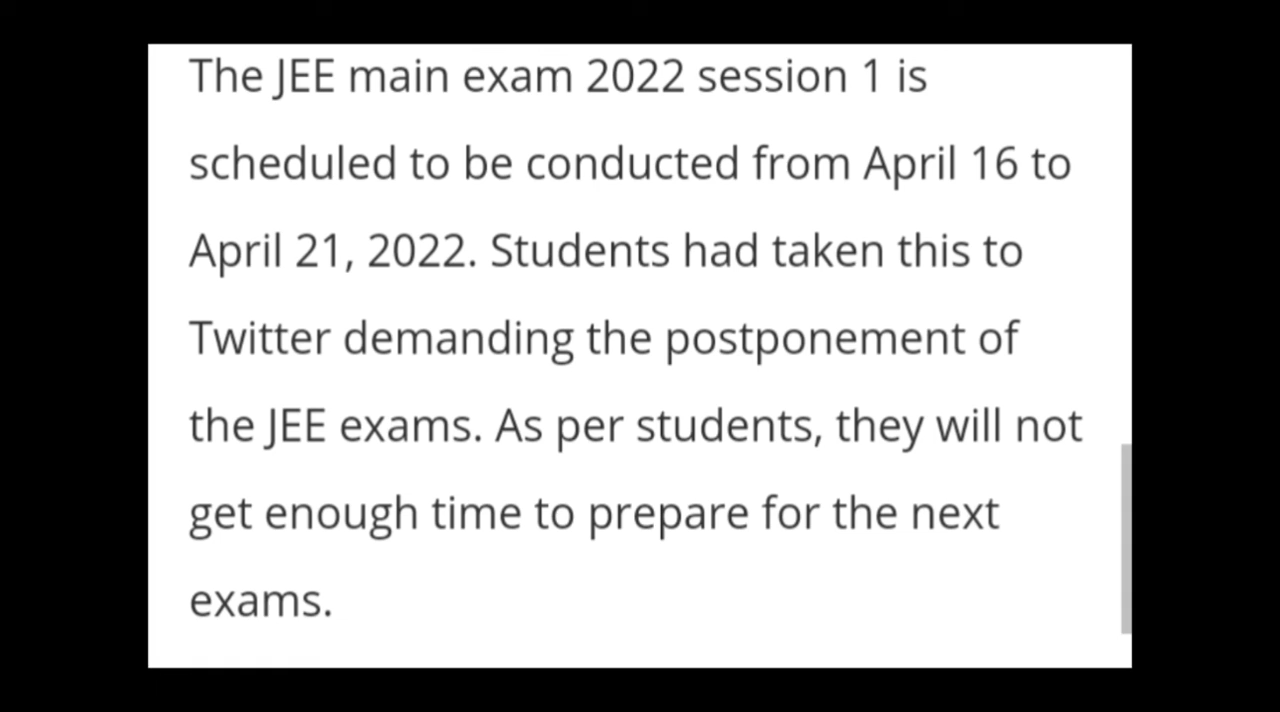 The JEE main exam 2022 session 1 is
scheduled to be conducted from April 16 to
April 21, 2022. Students had taken this to
Twitter demanding the postponement of
the JEE exams. As per students, they will not
get enough time to prepare for the next
exams.